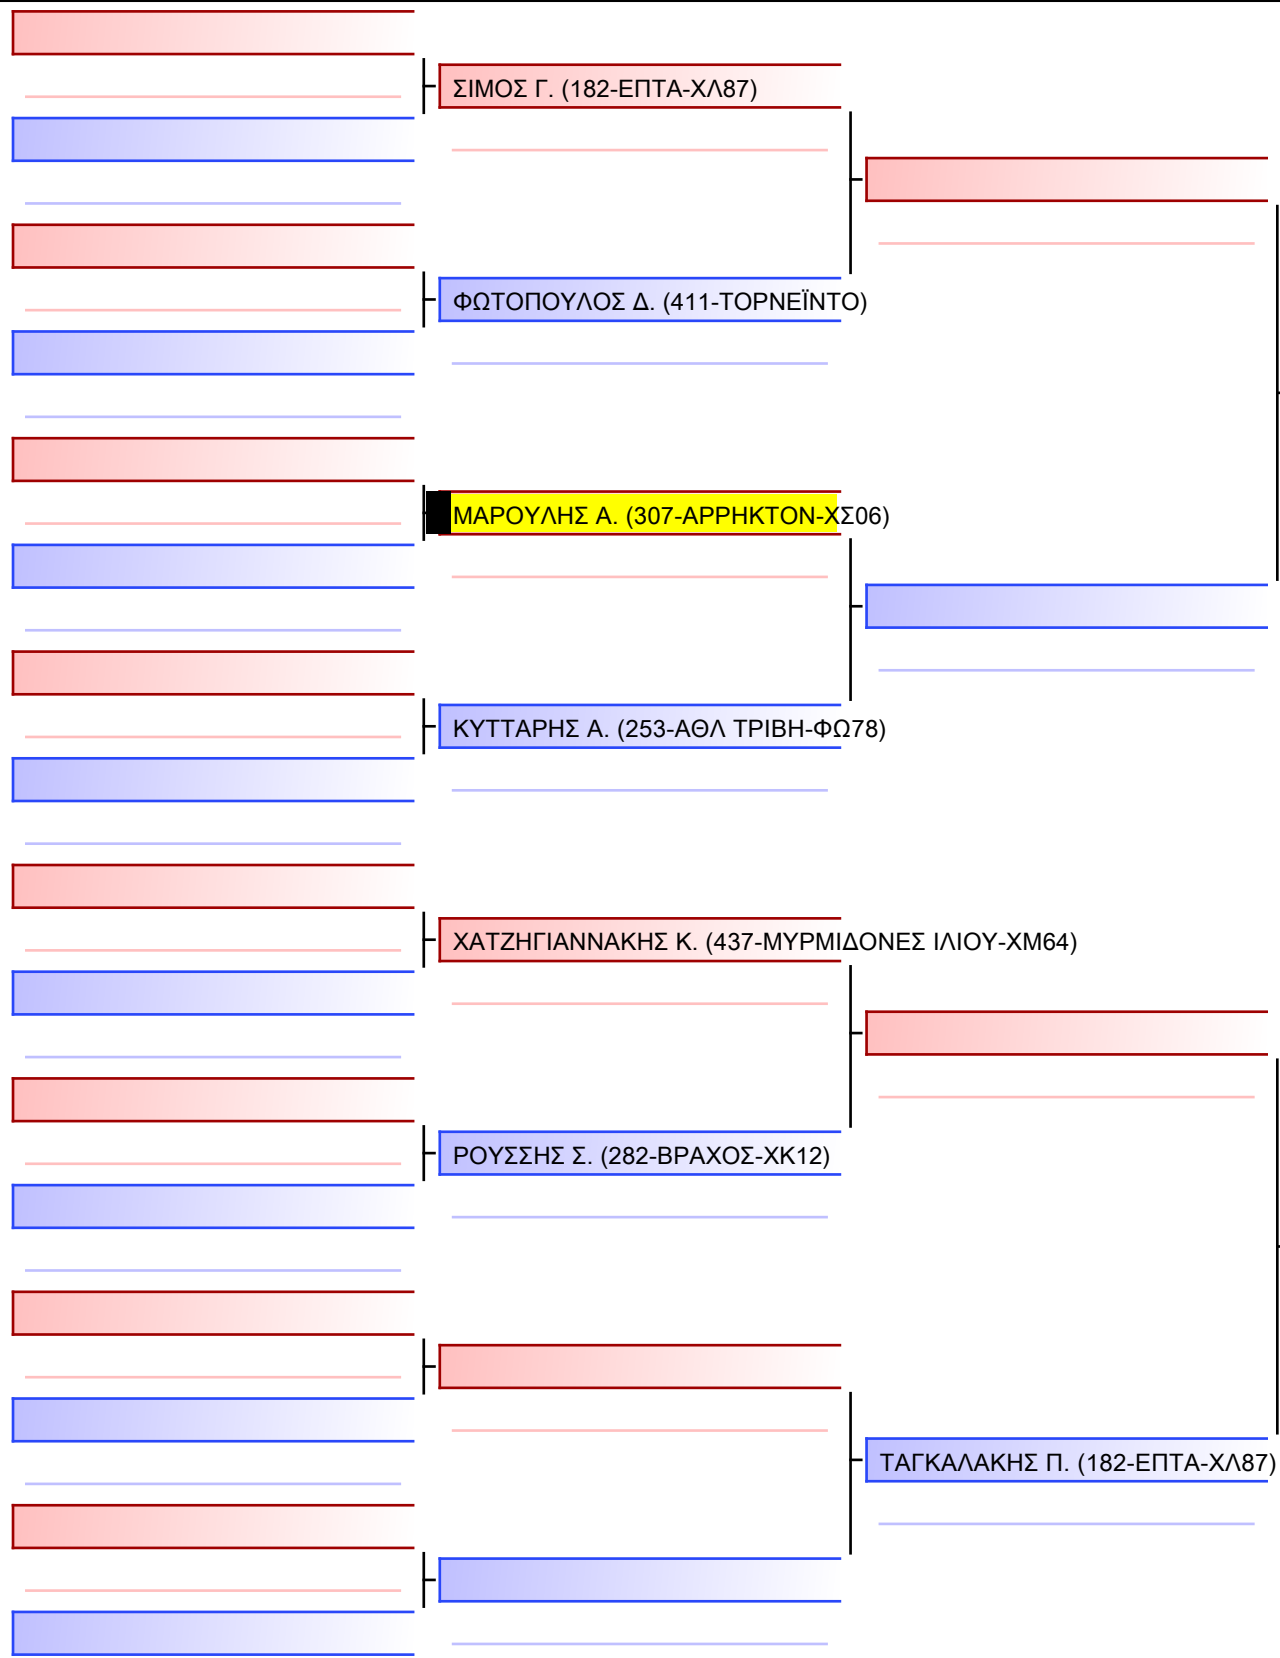 ΣΙΜΟΣ Γ. (182-ΕΠΤΑ-ΧΛ87)
ΦΩΤΟΠΟΥΛΟΣ Δ. (411-ΤΟΡΝΕΪΝΤΟ)
ΜΑΡΟΥΛΗΣ Α. (307-ΑΡΡΗΚΤΟΝ-ΧΣ06)
ΚΥΤΤΑΡΗΣ Α. (253-ΑΘΛ ΤΡΙΒΗ-ΦΩ78)
ΧΑΤΖΗΓΙΑΝΝΑΚΗΣ Κ. (437-ΜΥΡΜΙΔΟΝΕΣ ΙΛΙΟΥ-ΧΜ64)
ΡΟΥΣΣΗΣ Σ. (282-ΒΡΑΧΟΣ-ΧΚ12)
ΤΑΓΚΑΛΑΚΗΣ Π. (182-ΕΠΤΑ-ΧΛ87)